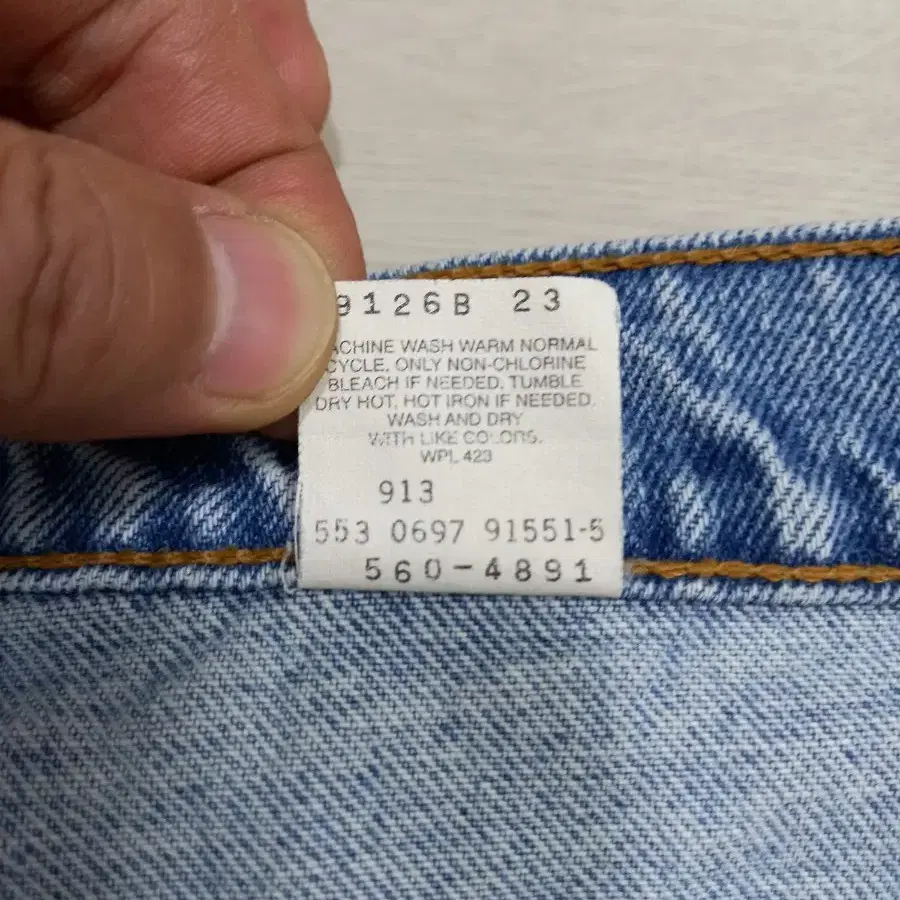 9126B 23
MACHINE WASH WARM NORMAL
CYCLE. ONLY NON-CHLORINE
BLEACH IF NEEDED. TUMBLE
DRY HOT, HOT IRON IF NEEDED.
WASH AND DRY
WITH LIKE COLORS.
WPL 423
913
553 0697 91551-5
560-4891